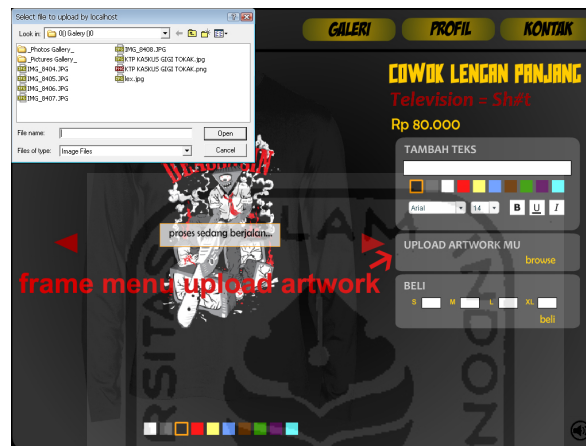 Select file to upload by localhost
Look in: 0() Galery ()0
_Photos Gallery_
_Pictures Gallery_
IMG_8404.JPG
IMG_8405.JPG
IMG_8406.JPG
IMG_8407.JPG
IMG_8408.JPG
KTP KASKUS GIGI TOKAK.jpg
KTP KASKUS GIGI TOKAK.png
lex.jpg
File name:
Open
Files of type: Image Files
Cancel
GALERI
PROFIL
KONTAK
COWOK LENGAN PANJANG
Television = Sh#t
Rp 80.000
TAMBAH TEKS
Arial 14 B U I
proses sedang berjalan...
UPLOAD ARTWORK MU
browse
frame menu upload artwork
BELI
S M L XL
beli